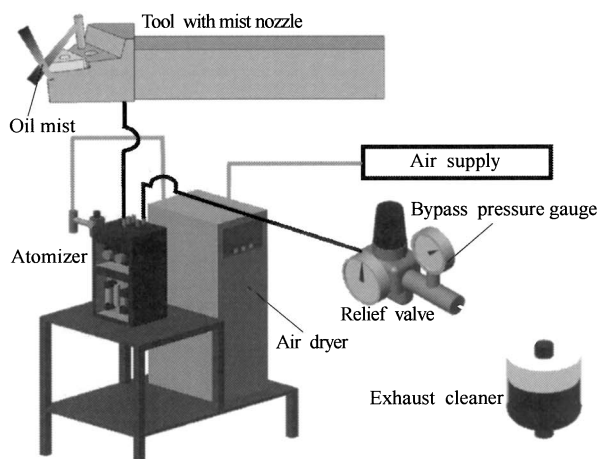 Tool with mist nozzle
Oil mist
Air supply
Bypass pressure gauge
Atomizer
Relief valve
Air dryer
Exhaust cleaner